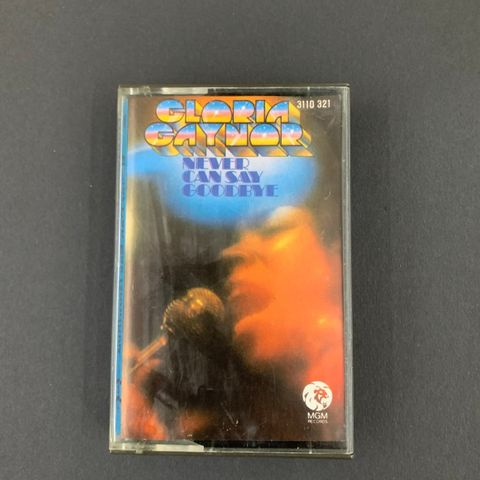 GLORIA
GAYNOR
3110 321
NEVER
CAN SAY
GOODBYE
MGM
RECORDS